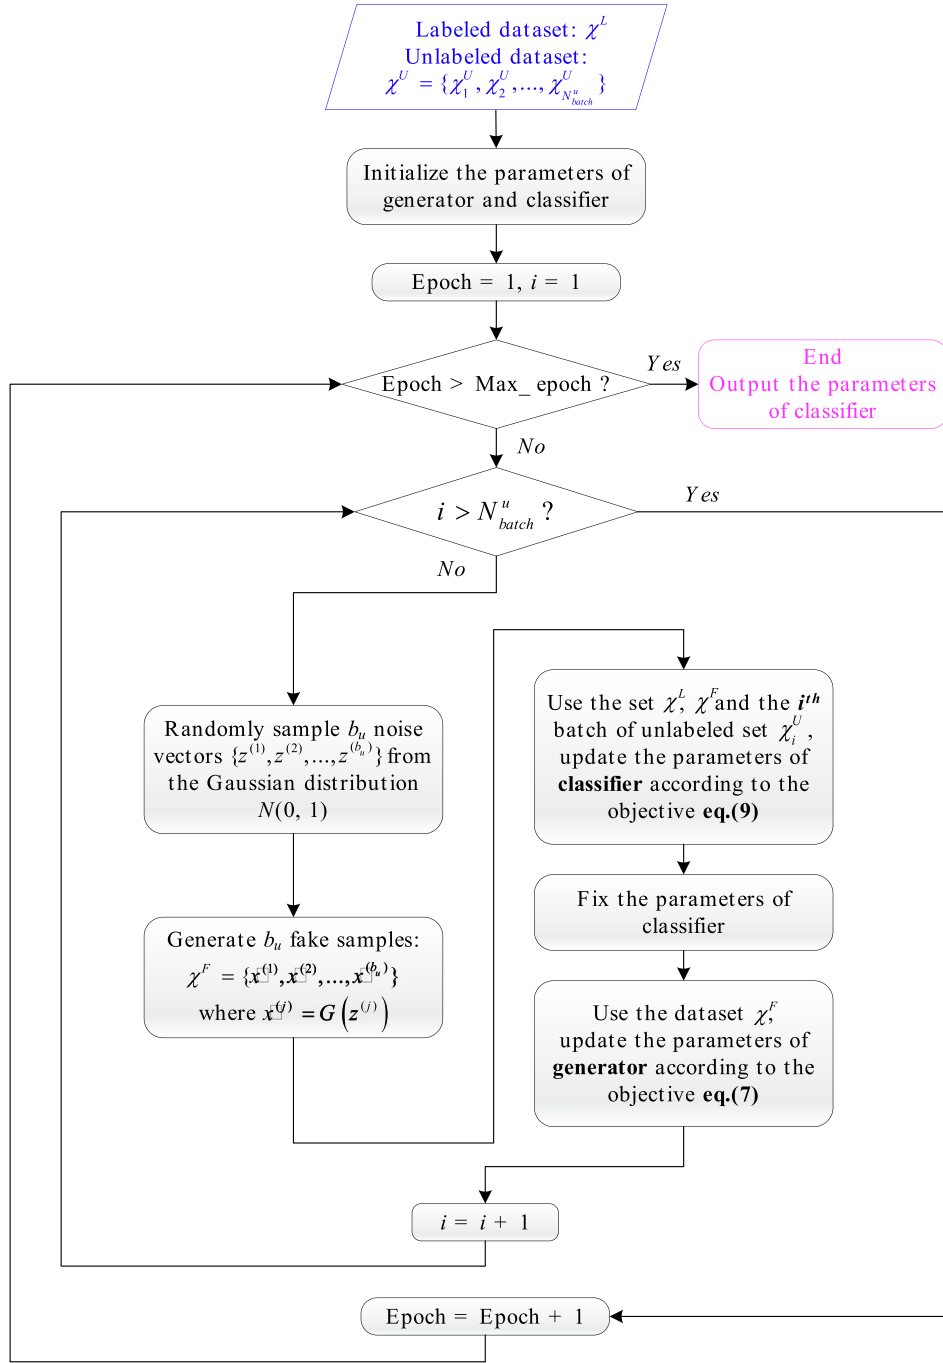 Labeled dataset: χ^L
Unlabeled dataset:
χ^U = {χ_1^U, χ_2^U, ..., χ_{N_{batch}^u}^U}
Initialize the parameters of
generator and classifier
Epoch = 1, i = 1
Epoch > Max_epoch ?
Yes
End
Output the parameters
of classifier
No
i > N_{batch}^u ?
Yes
No
Randomly sample b_u noise
vectors {z^{(1)}, z^{(2)}, ..., z^{(b_u)}} from
the Gaussian distribution
N(0, 1)
Generate b_u fake samples:
χ^F = {x□^{(1)}, x□^{(2)}, ..., x□^{(b_u)}}
where x□^{(j)} = G(z^{(j)})
Use the set χ^L, χ^F and the i^{th}
batch of unlabeled set χ_i^U,
update the parameters of
classifier according to the
objective eq.(9)
Fix the parameters of
classifier
Use the dataset χ^F,
update the parameters of
generator according to the
objective eq.(7)
i = i + 1
Epoch = Epoch + 1